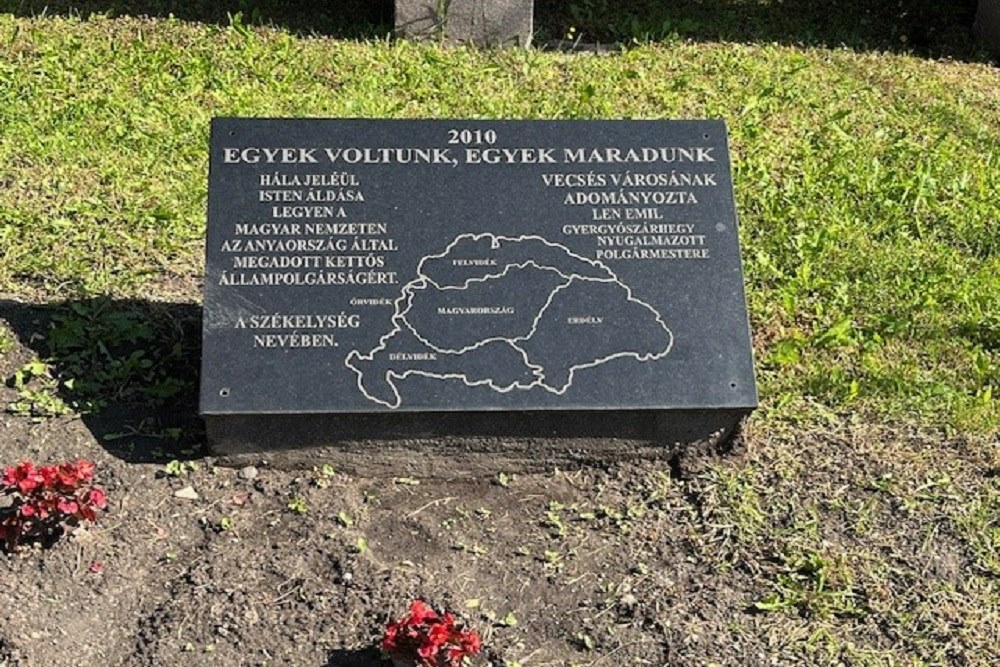 2010
EGYEK VOLTUNK, EGYEK MARADUNK
HÁLA JELÉÜL
ISTEN ÁLDÁSA
LEGYEN A
MAGYAR NEMZETEN
AZ ANYAORSZÁG ÁLTAL
MEGADOTT KETTŐS
ÁLLAMPOLGÁRSÁGÉRT.
A SZÉKELYSÉG
NEVÉBEN.
VECSÉS VÁROSÁNAK
ADOMÁNYOZTA
LEN EMIL
GYERGYÓSZÁRHEGY
NYUGALMAZOTT
POLGÁRMESTERE
FELVIDÉK
ŐRVIDÉK
MAGYARORSZÁG
ERDÉLY
DÉLVIDÉK